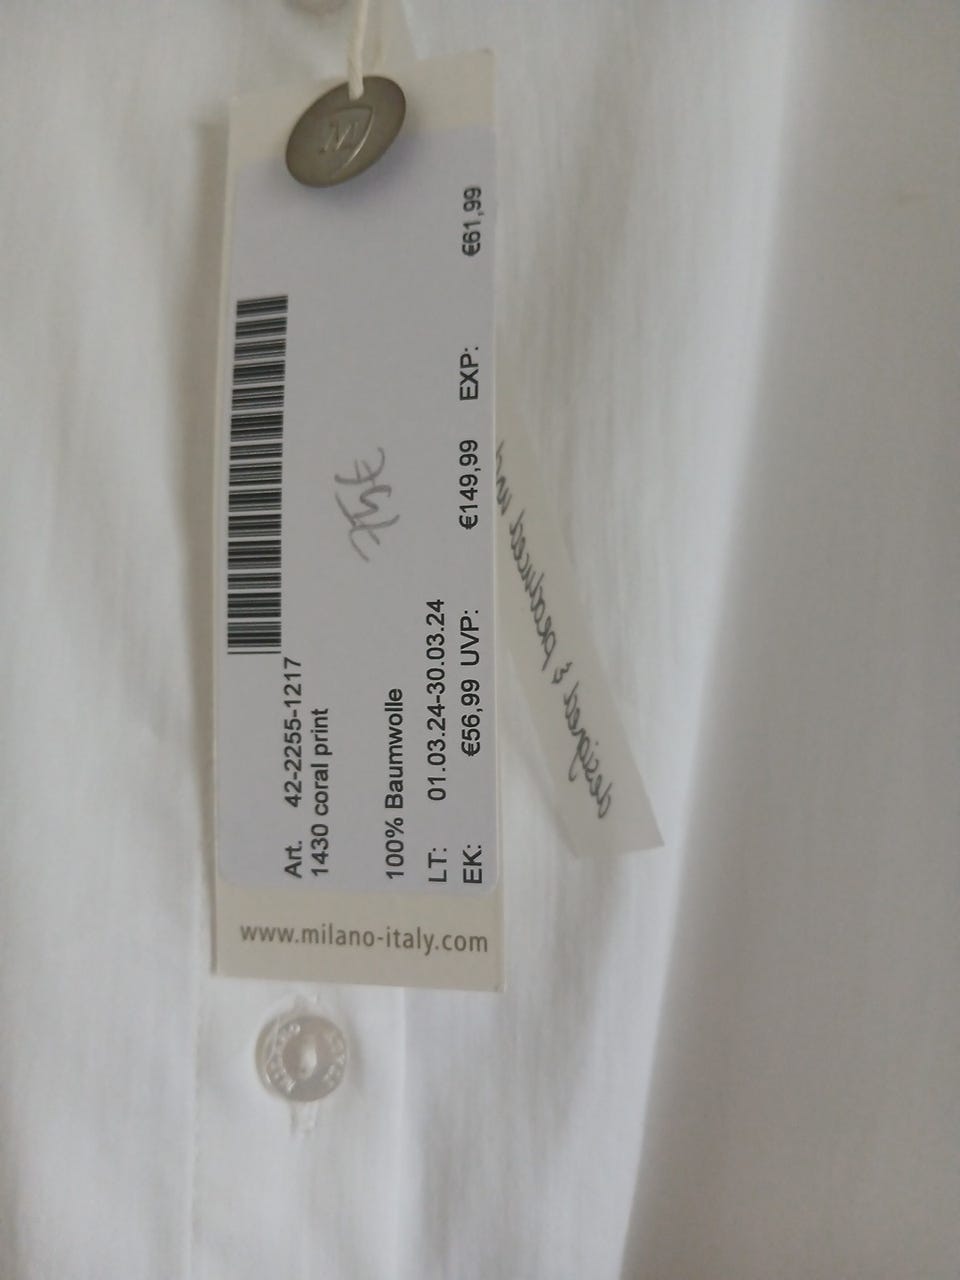 M
Art. 42-2255-1217
1430 coral print
100% Baumwolle
LT: 01.03.24-30.03.24
EK: €56,99 UVP: €149,99 EXP: €61,99
www.milano-italy.com
designed & produced